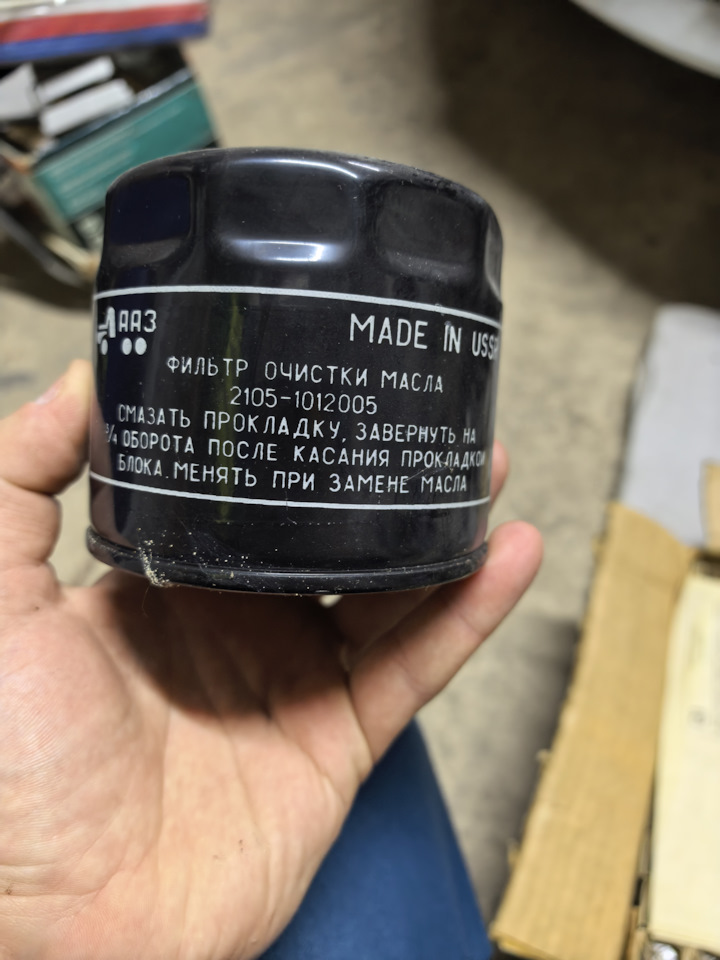 ААЗ
MADE IN USSR
ФИЛЬТР ОЧИСТКИ МАСЛА
2105-1012005
СМАЗАТЬ ПРОКЛАДКУ, ЗАВЕРНУТЬ НА
3/4 ОБОРОТА ПОСЛЕ КАСАНИЯ ПРОКЛАДКОЙ
БЛОКА. МЕНЯТЬ ПРИ ЗАМЕНЕ МАСЛА